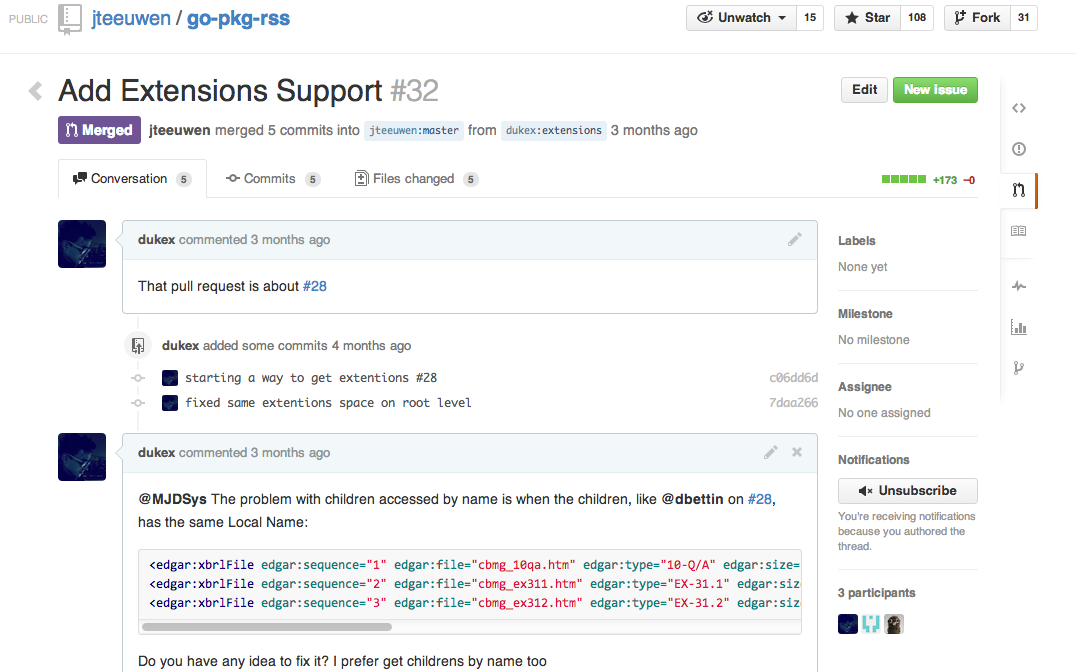 PUBLIC jteeuwen / go-pkg-rss Unwatch 15 Star 108 Fork 31
Add Extensions Support #32 Edit New issue
Merged jteeuwen merged 5 commits into jteeuwen:master from dukex:extensions 3 months ago
Conversation 5 Commits 5 Files changed 5 +173 −0
dukex commented 3 months ago
That pull request is about #28
dukex added some commits 4 months ago
starting a way to get extentions #28 c06dd6d
fixed same extentions space on root level 7daa266
dukex commented 3 months ago
@MJDSys The problem with children accessed by name is when the children, like @dbettin on #28,
has the same Local Name:
<edgar:xbrlFile edgar:sequence="1" edgar:file="cbmg_10qa.htm" edgar:type="10-Q/A" edgar:size=
<edgar:xbrlFile edgar:sequence="2" edgar:file="cbmg_ex311.htm" edgar:type="EX-31.1" edgar:siz
<edgar:xbrlFile edgar:sequence="3" edgar:file="cbmg_ex312.htm" edgar:type="EX-31.2" edgar:siz
Do you have any idea to fix it? I prefer get childrens by name too
Labels
None yet
Milestone
No milestone
Assignee
No one assigned
Notifications
Unsubscribe
You're receiving notifications
because you authored the
thread.
3 participants